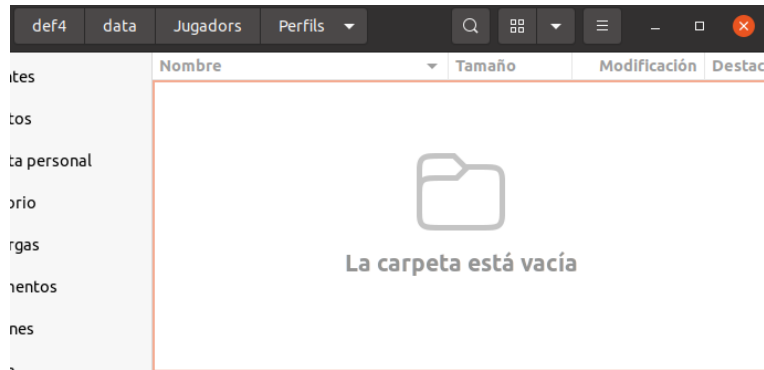 def4 data Jugadors Perfils
Nombre Tamaño Modificación Destac
ntes
tos
ta personal
orio
rgas
nentos
nes
La carpeta está vacía